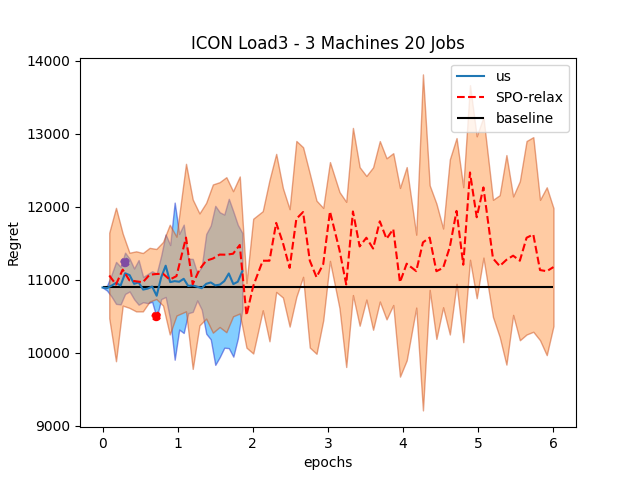 ICON Load3 - 3 Machines 20 Jobs
14000
13000
12000
11000
10000
9000
Regret
us
SPO-relax
baseline
0 1 2 3 4 5 6
epochs